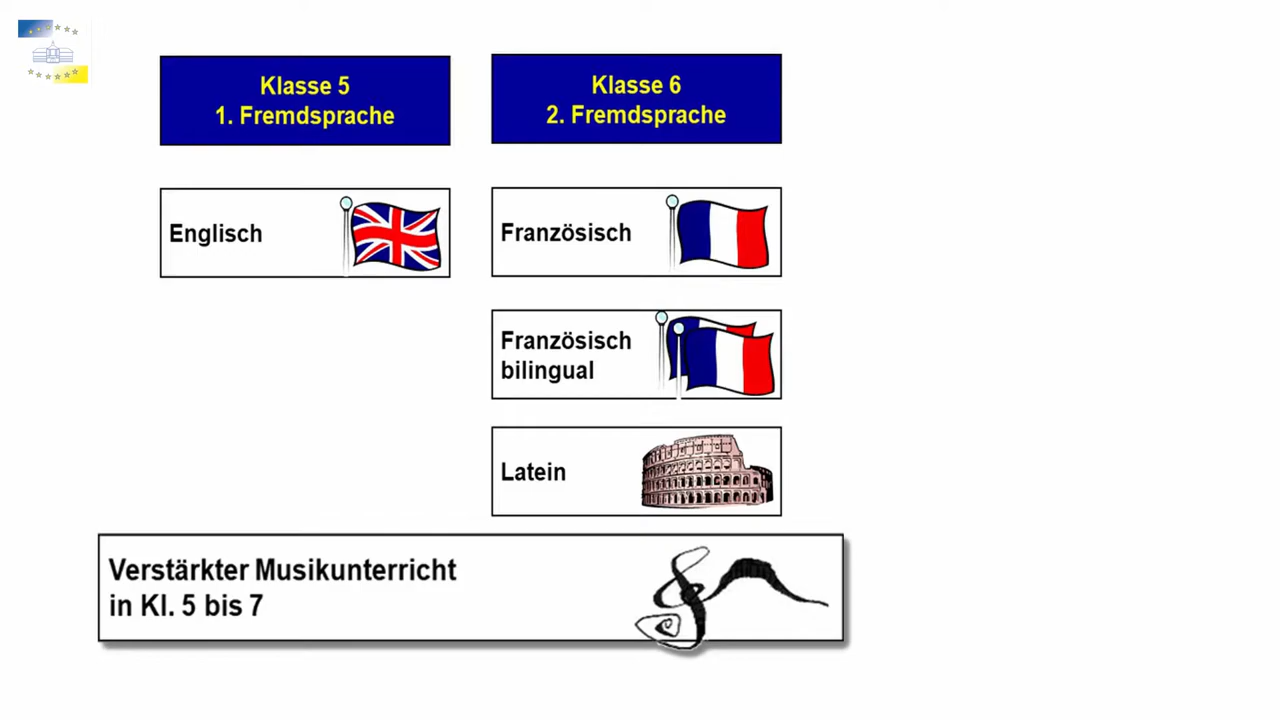 Klasse 5
1. Fremdsprache
Klasse 6
2. Fremdsprache
Englisch
Französisch
Französisch
bilingual
Latein
Verstärkter Musikunterricht
in Kl. 5 bis 7